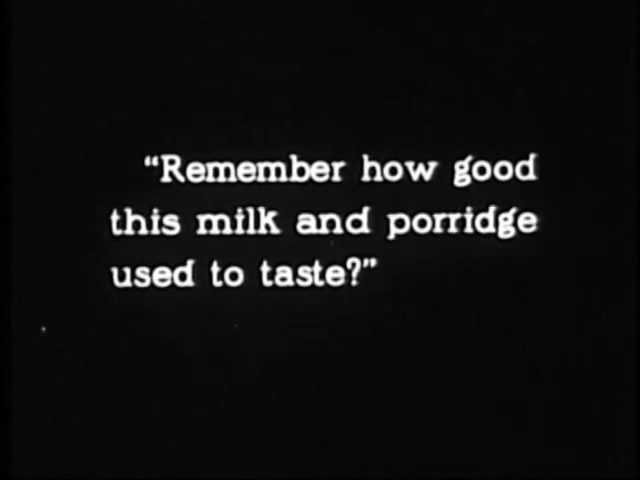 “Remember how good
this milk and porridge
used to taste?”